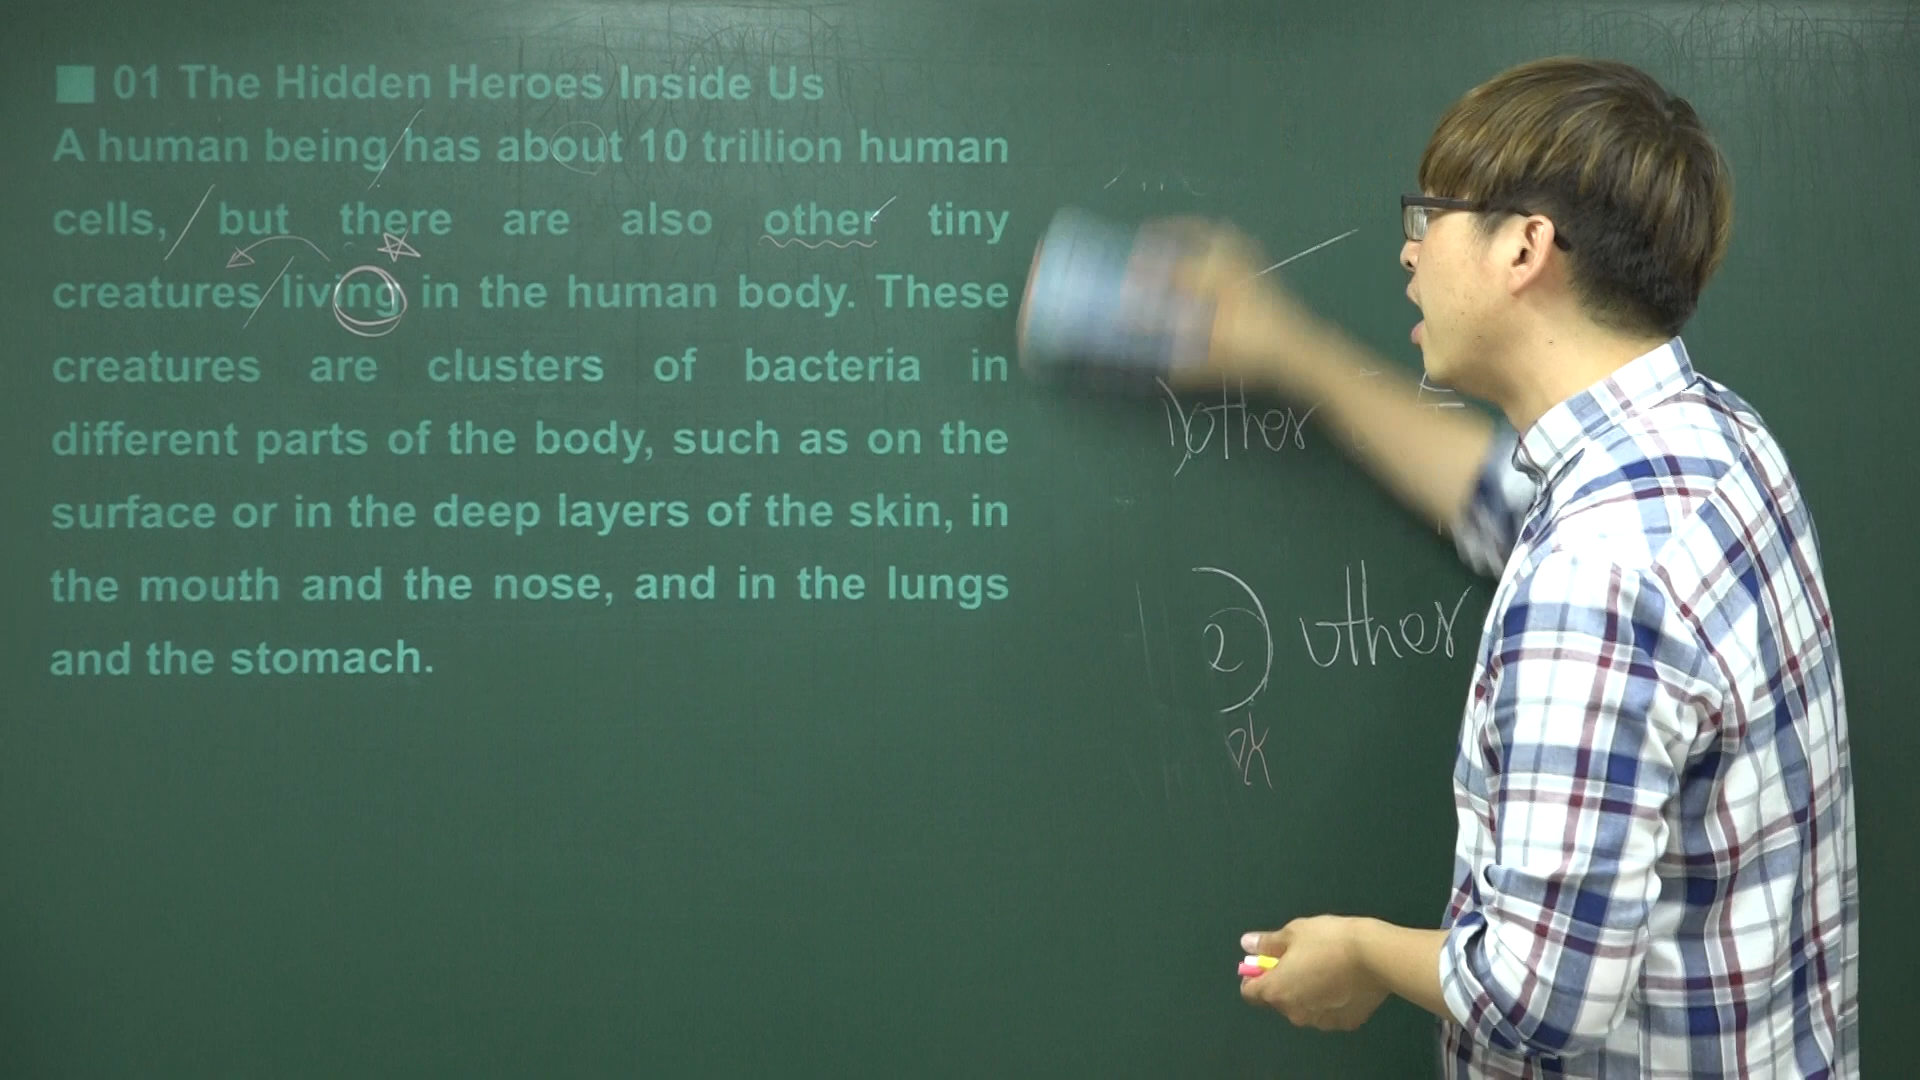 ■ 01 The Hidden Heroes Inside Us
A human being has about 10 trillion human
cells, but there are also other tiny
creatures living in the human body. These
creatures are clusters of bacteria in
different parts of the body, such as on the
surface or in the deep layers of the skin, in
the mouth and the nose, and in the lungs
and the stomach.
1) other
2) other